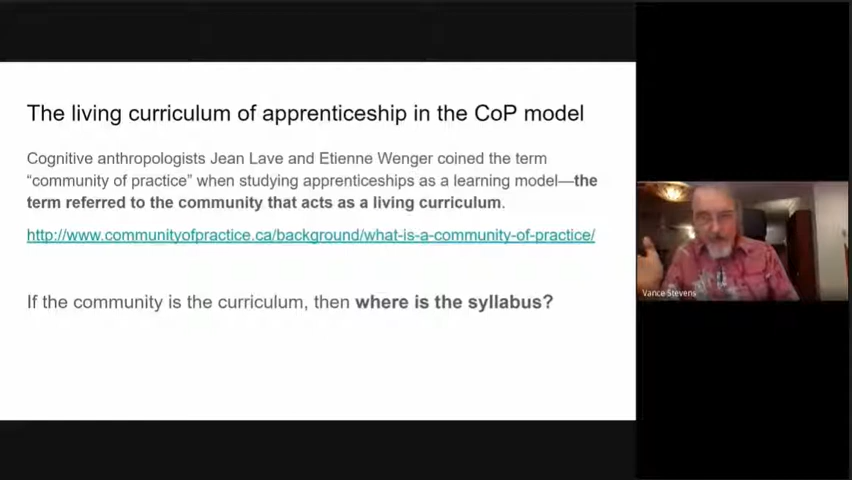 The living curriculum of apprenticeship in the CoP model
Cognitive anthropologists Jean Lave and Etienne Wenger coined the term
“community of practice” when studying apprenticeships as a learning model—the
term referred to the community that acts as a living curriculum.
http://www.communityofpractice.ca/background/what-is-a-community-of-practice/
If the community is the curriculum, then where is the syllabus?
Vance Stevens